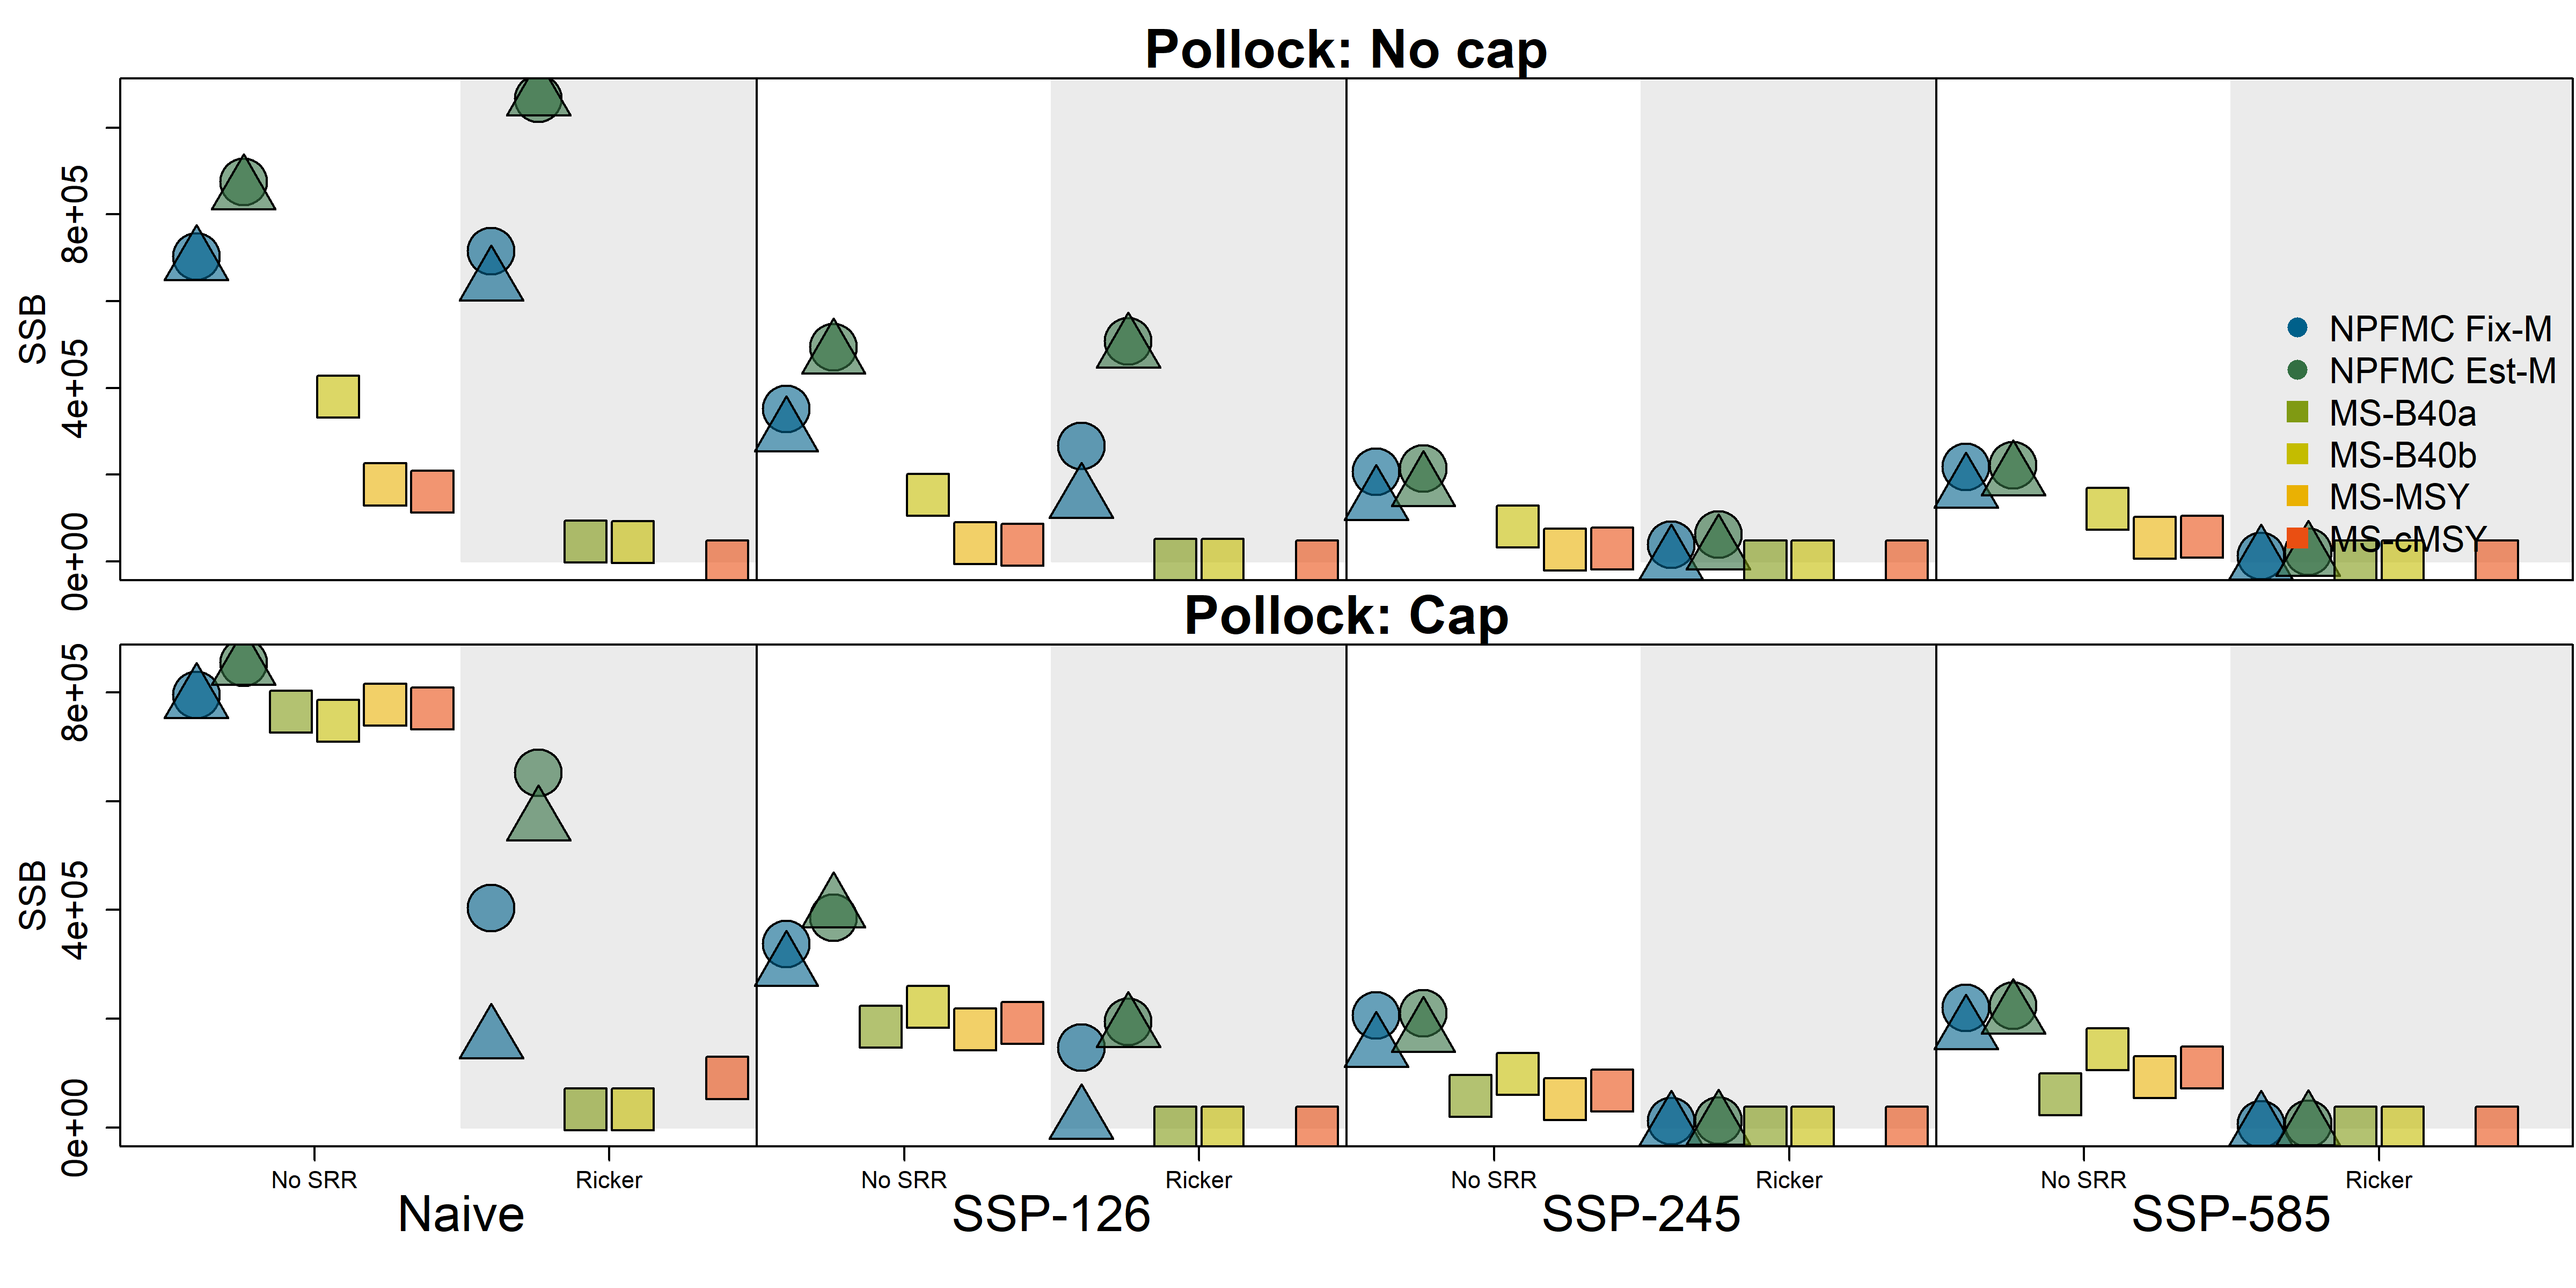 Pollock: No cap
SSB
8e+05
4e+05
0e+00
NPFMC Fix-M
NPFMC Est-M
MS-B40a
MS-B40b
MS-MSY
MS-cMSY
Pollock: Cap
SSB
8e+05
4e+05
0e+00
No SRR Ricker No SRR Ricker No SRR Ricker No SRR Ricker
Naive SSP-126 SSP-245 SSP-585